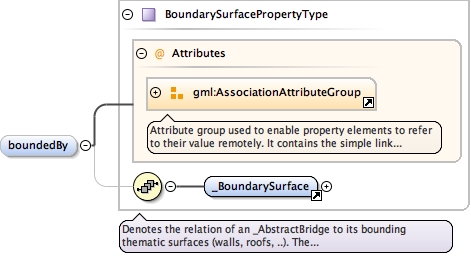 BoundarySurfacePropertyType
@ Attributes
gml:AssociationAttributeGroup
Attribute group used to enable property elements to refer
to their value remotely. It contains the simple link...
boundedBy
_BoundarySurface
Denotes the relation of an _AbstractBridge to its bounding
thematic surfaces (walls, roofs, ..). The...